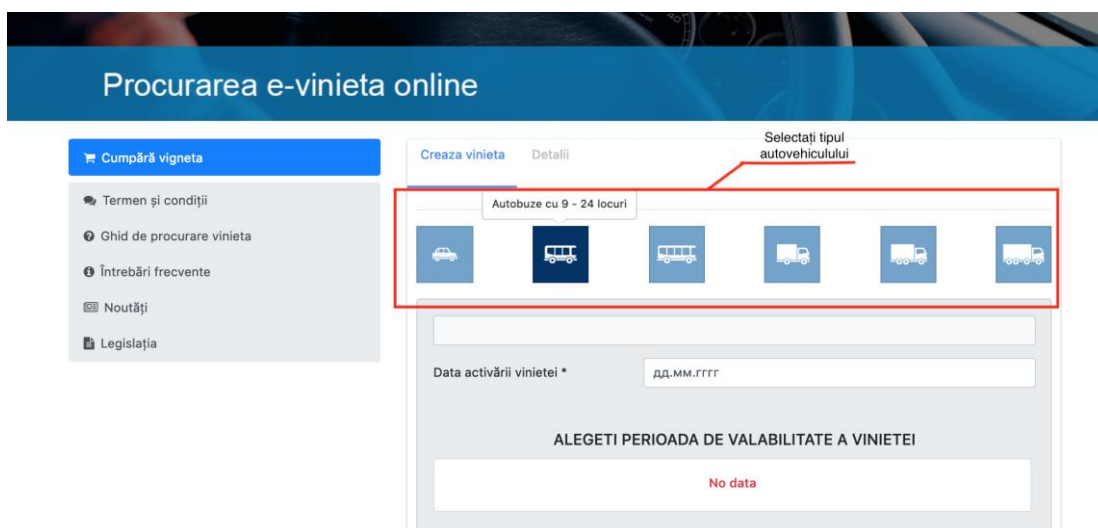 40
Procurarea e-vinieta online
Cumpără vigneta
Termen și condiții
Ghid de procurare vinieta
Întrebări frecvente
Noutăți
Legislația
Creaza vinieta
Detalii
Selectați tipul
autovehiculului
Autobuze cu 9 - 24 locuri
Data activării vinietei *
дд.мм.гггг
ALEGETI PERIOADA DE VALABILITATE A VINIETEI
No data